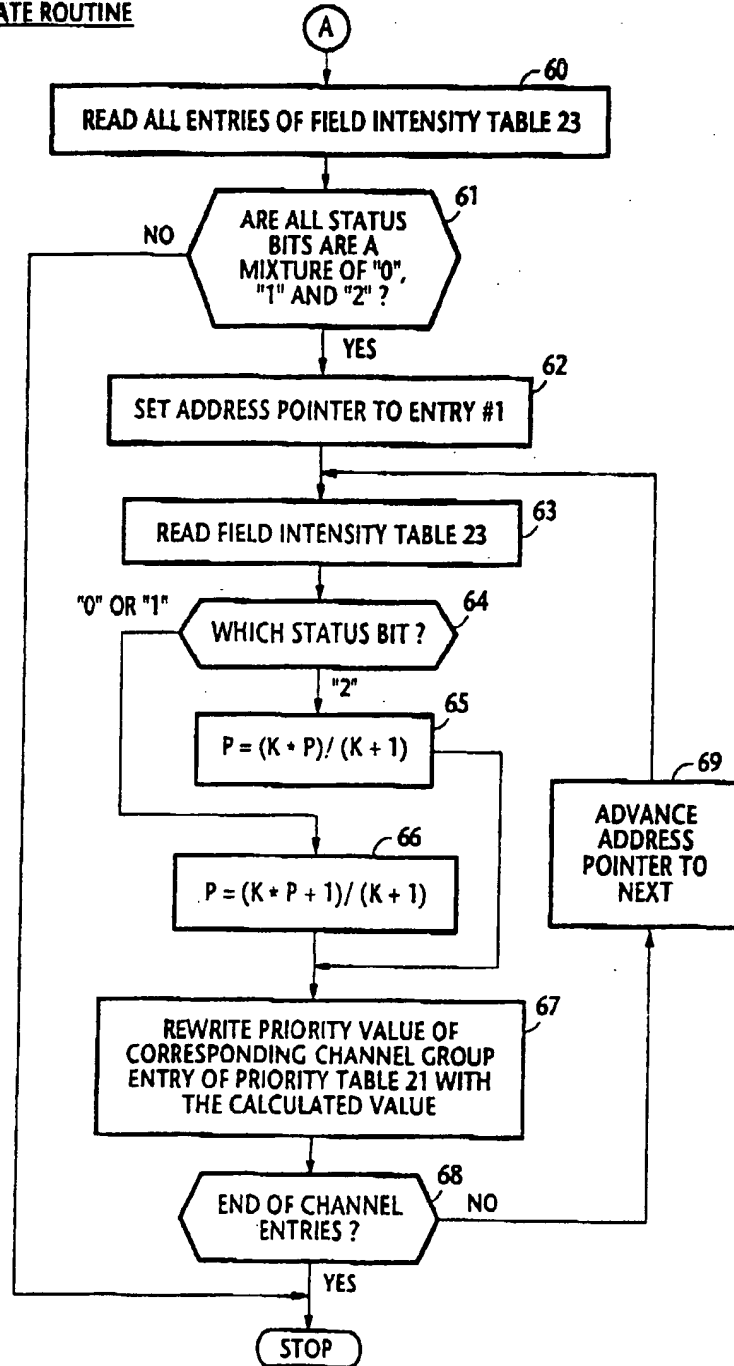 ATE ROUTINE
A
60
READ ALL ENTRIES OF FIELD INTENSITY TABLE 23
61
NO
ARE ALL STATUS
BITS ARE A
MIXTURE OF "0",
"1" AND "2" ?
YES
62
SET ADDRESS POINTER TO ENTRY #1
63
READ FIELD INTENSITY TABLE 23
"0" OR "1"
64
WHICH STATUS BIT ?
"2"
65
P = (K * P) / (K + 1)
69
ADVANCE
ADDRESS
POINTER TO
NEXT
66
P = (K * P + 1) / (K + 1)
67
REWRITE PRIORITY VALUE OF
CORRESPONDING CHANNEL GROUP
ENTRY OF PRIORITY TABLE 21 WITH
THE CALCULATED VALUE
68
END OF CHANNEL
ENTRIES ?
NO
YES
STOP